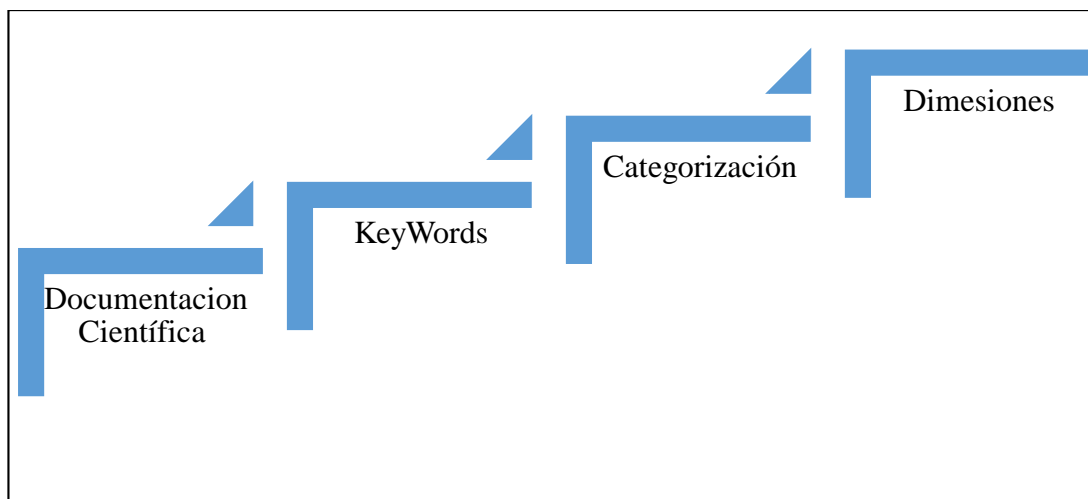 Documentacion
Científica
KeyWords
Categorización
Dimesiones